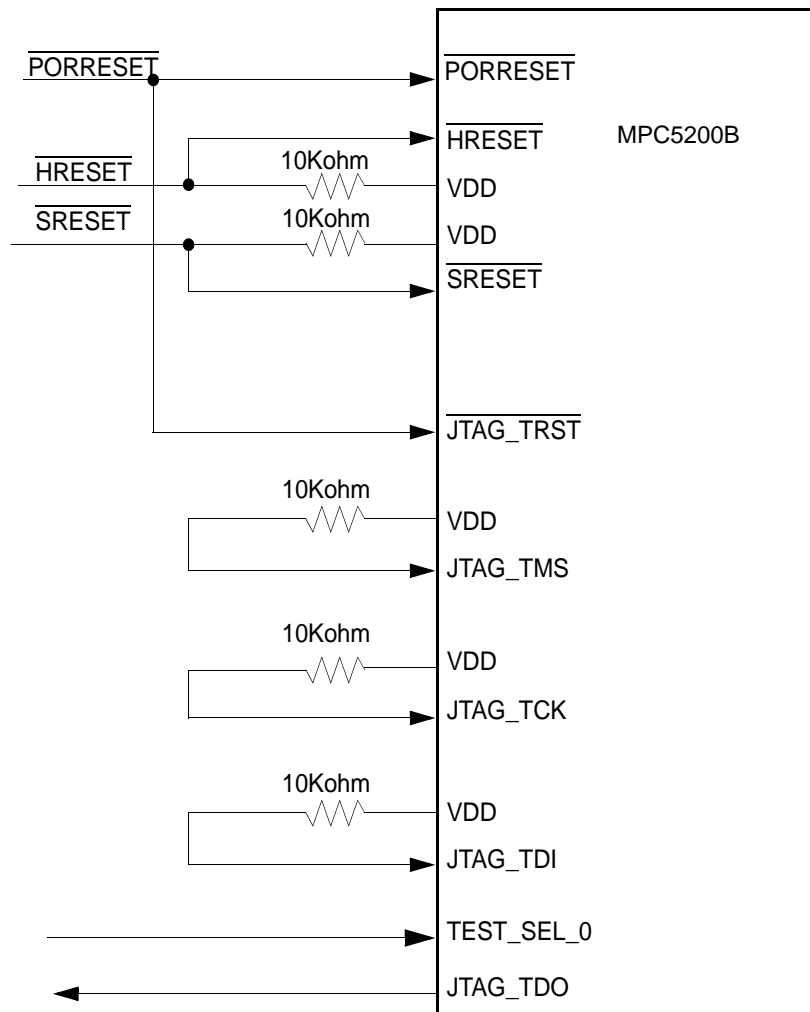 PORRESET
PORRESET
HRESET
MPC5200B
10Kohm
HRESET
VDD
10Kohm
SRESET
VDD
SRESET
JTAG_TRST
10Kohm
VDD
JTAG_TMS
10Kohm
VDD
JTAG_TCK
10Kohm
VDD
JTAG_TDI
TEST_SEL_0
JTAG_TDO